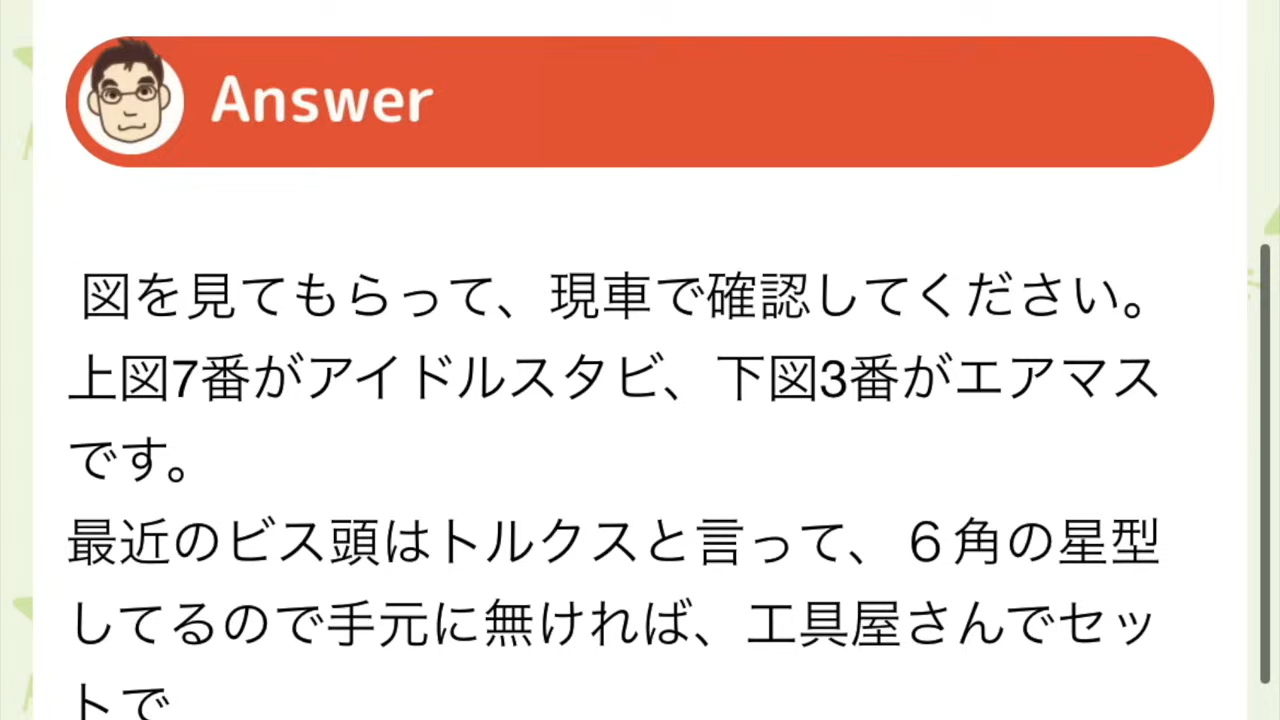 Answer
図を見てもらって、現車で確認してください。
上図7番がアイドルスタビ、下図3番がエアマス
です。
最近のビス頭はトルクスと言って、６角の星型
してるので手元に無ければ、工具屋さんでセッ
トで